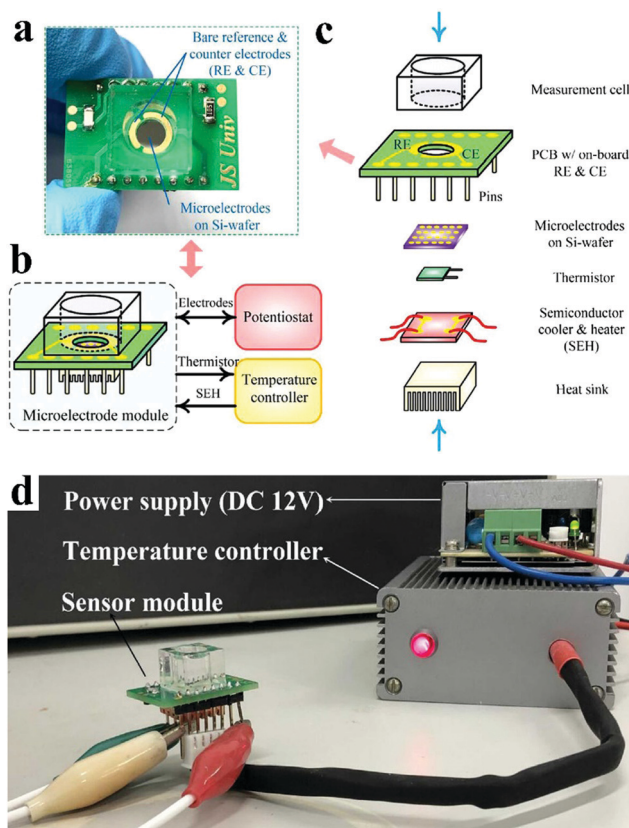 a
Bare reference &
counter electrodes
(RE & CE)
JS Univ
Microelectrodes
on Si-wafer
b
Electrodes
Potentiostat
Thermistor
SEH
Temperature
controller
Microelectrode module
c
Measurement cell
RE
CE
PCB w/ on-board
RE & CE
Pins
Microelectrodes
on Si-wafer
Thermistor
Semiconductor
cooler & heater
(SEH)
Heat sink
d
Power supply (DC 12V)
Temperature controller
Sensor module